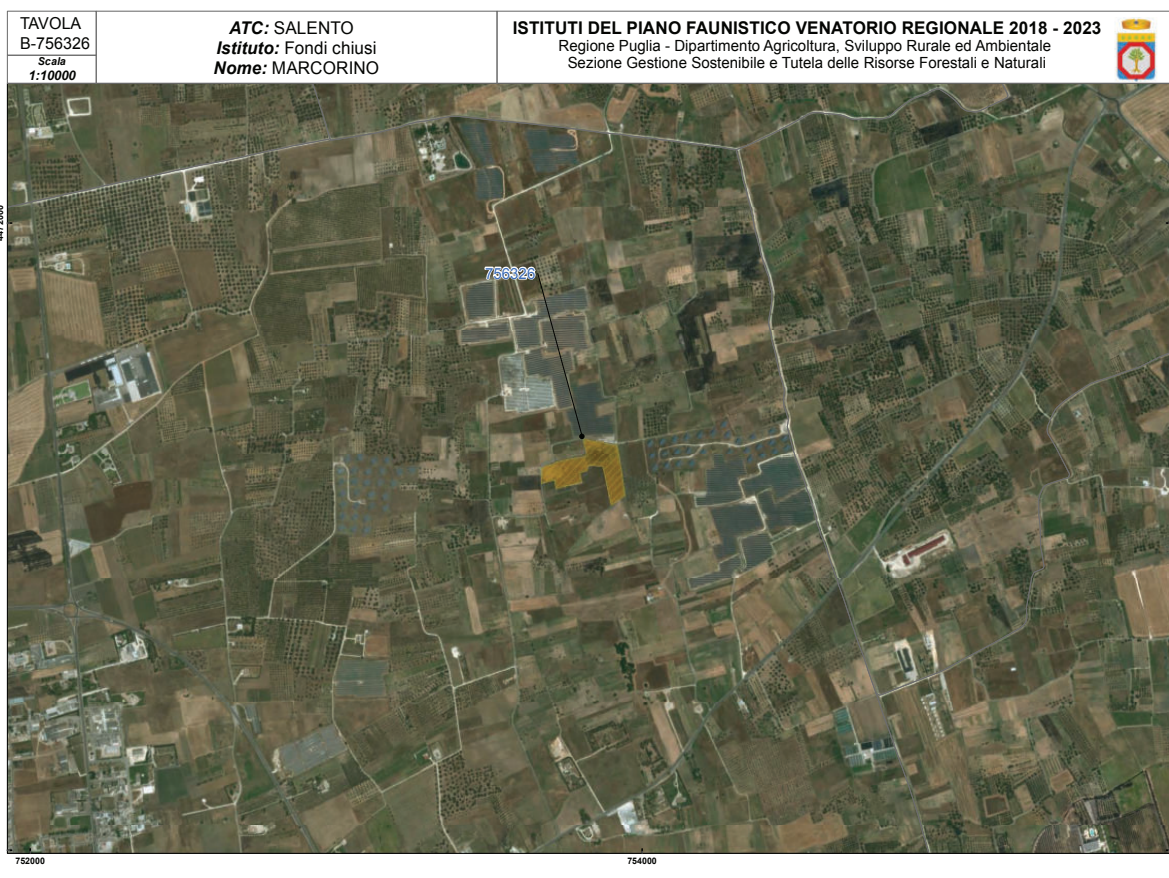 TAVOLA
B-756326
Scala
1:10000
ATC: SALENTO
Istituto: Fondi chiusi
Nome: MARCORINO
ISTITUTI DEL PIANO FAUNISTICO VENATORIO REGIONALE 2018 - 2023
Regione Puglia - Dipartimento Agricoltura, Sviluppo Rurale ed Ambientale
Sezione Gestione Sostenibile e Tutela delle Risorse Forestali e Naturali
756326
752000
754000